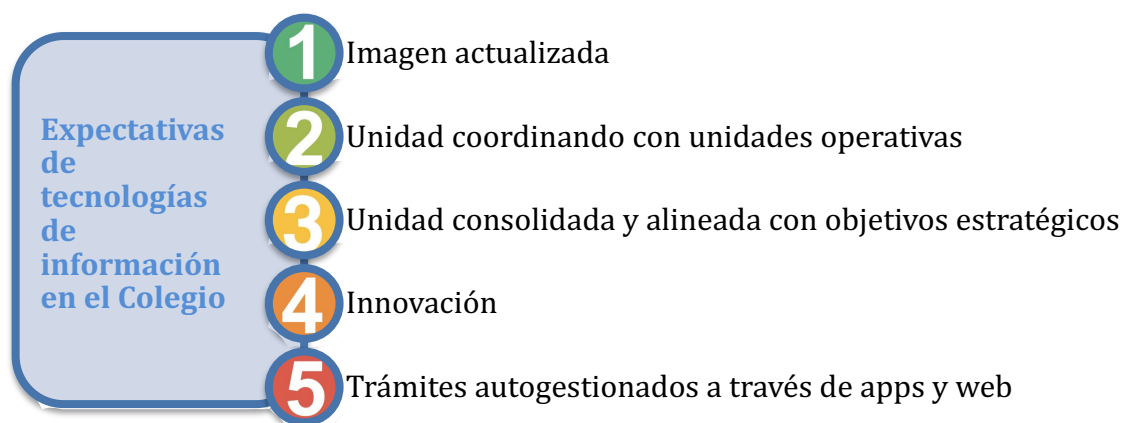 Expectativas
de
tecnologías
de
información
en el Colegio
1 Imagen actualizada
2 Unidad coordinando con unidades operativas
3 Unidad consolidada y alineada con objetivos estratégicos
4 Innovación
5 Trámites autogestionados a través de apps y web